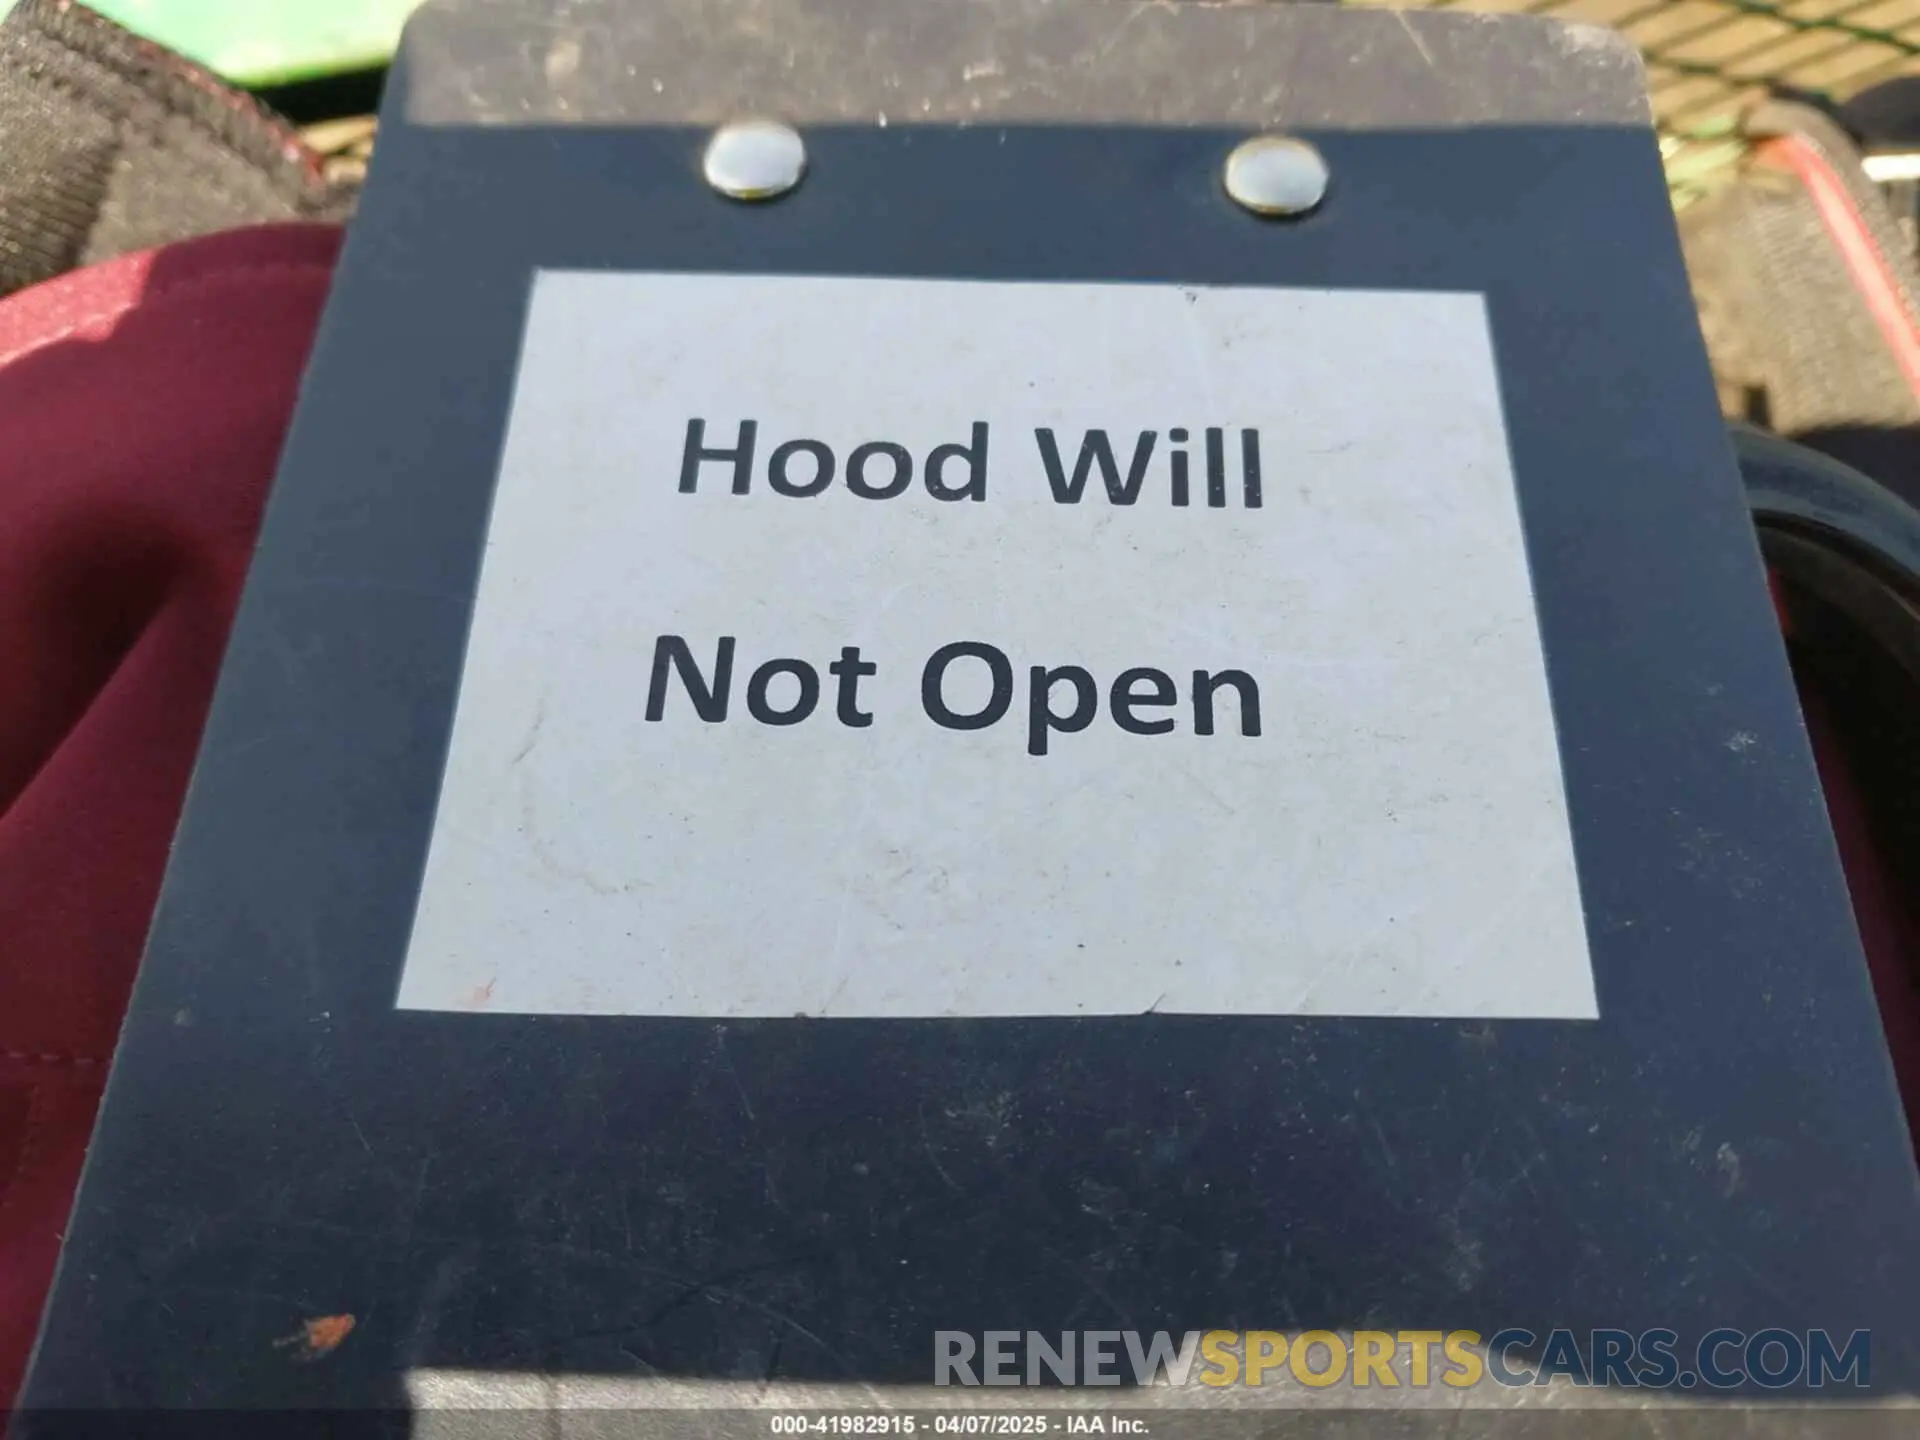 Hood Will
Not Open
RENEWSPORTSCARS.COM
000-41982915 - 04/07/2025 - IAA Inc.